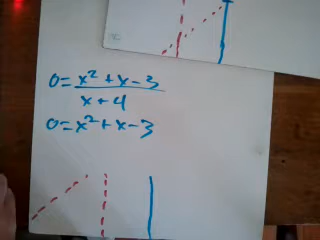 0 = x² + x - 3
x + 4
0 = x² + x - 3